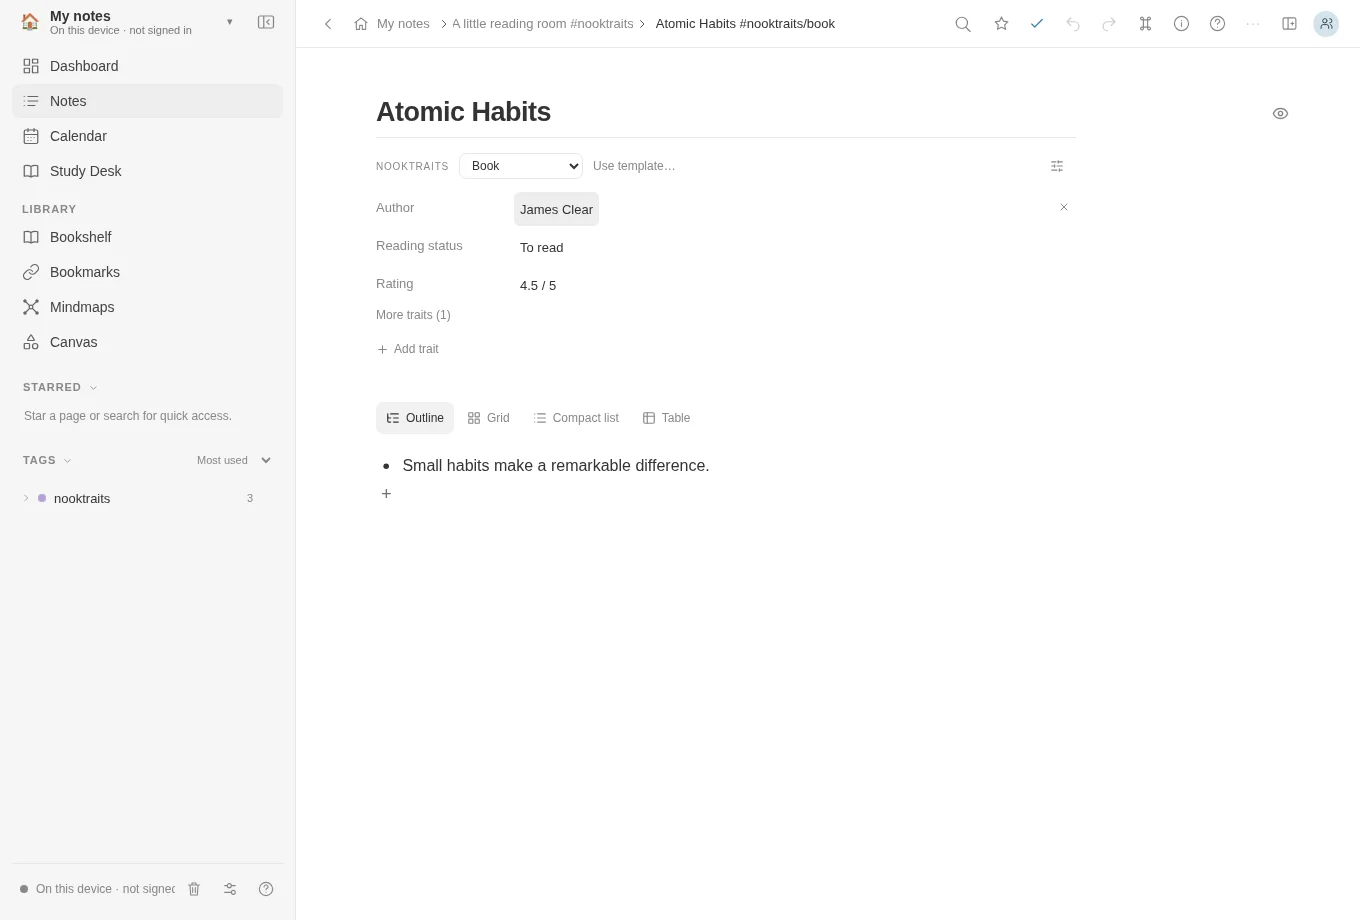 My notes
On this device · not signed in
Dashboard
Notes
Calendar
Study Desk
LIBRARY
Bookshelf
Bookmarks
Mindmaps
Canvas
STARRED
Star a page or search for quick access.
TAGS
Most used
nooktraits
3
On this device · not signed
My notes
A little reading room #nooktraits
Atomic Habits #nooktraits/book
Atomic Habits
NOOKTRAITS
Book
Use template…
Author
James Clear
Reading status
To read
Rating
4.5 / 5
More traits (1)
Add trait
Outline
Grid
Compact list
Table
Small habits make a remarkable difference.